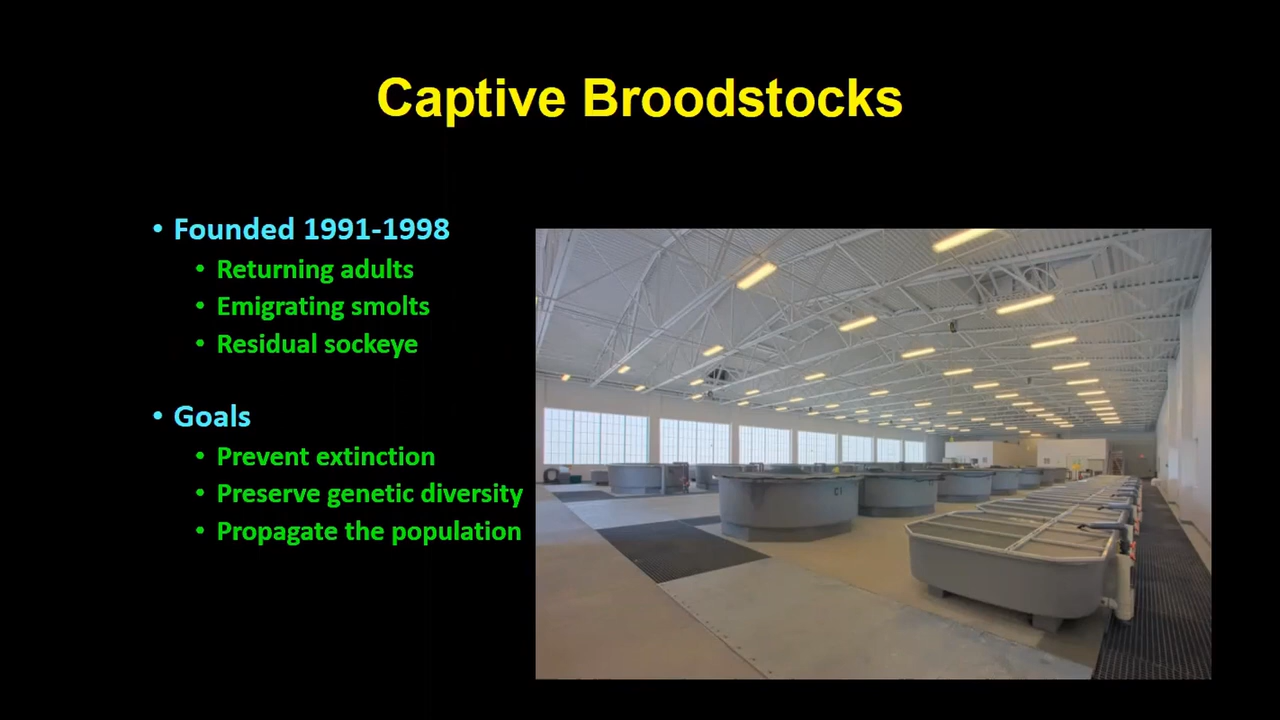 Captive Broodstocks
• Founded 1991-1998
• Returning adults
• Emigrating smolts
• Residual sockeye
• Goals
• Prevent extinction
• Preserve genetic diversity
• Propagate the population
C1